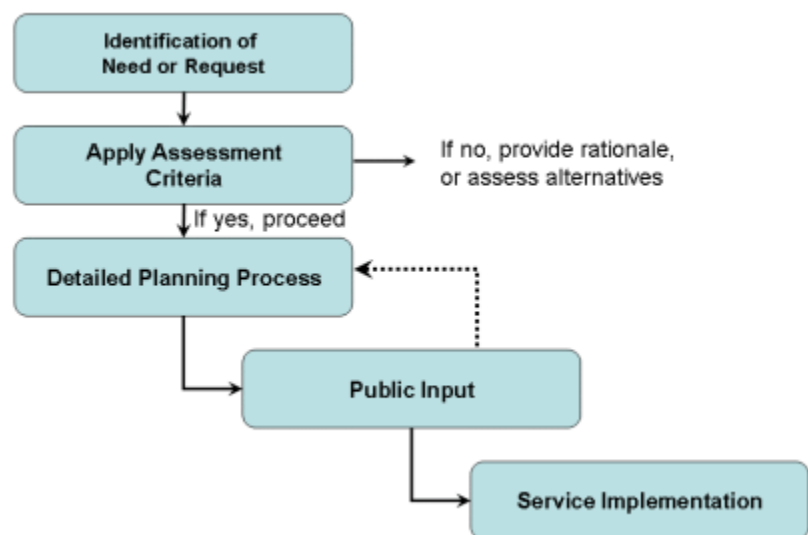 Identification of
Need or Request
Apply Assessment
Criteria
If no, provide rationale,
or assess alternatives
If yes, proceed
Detailed Planning Process
Public Input
Service Implementation